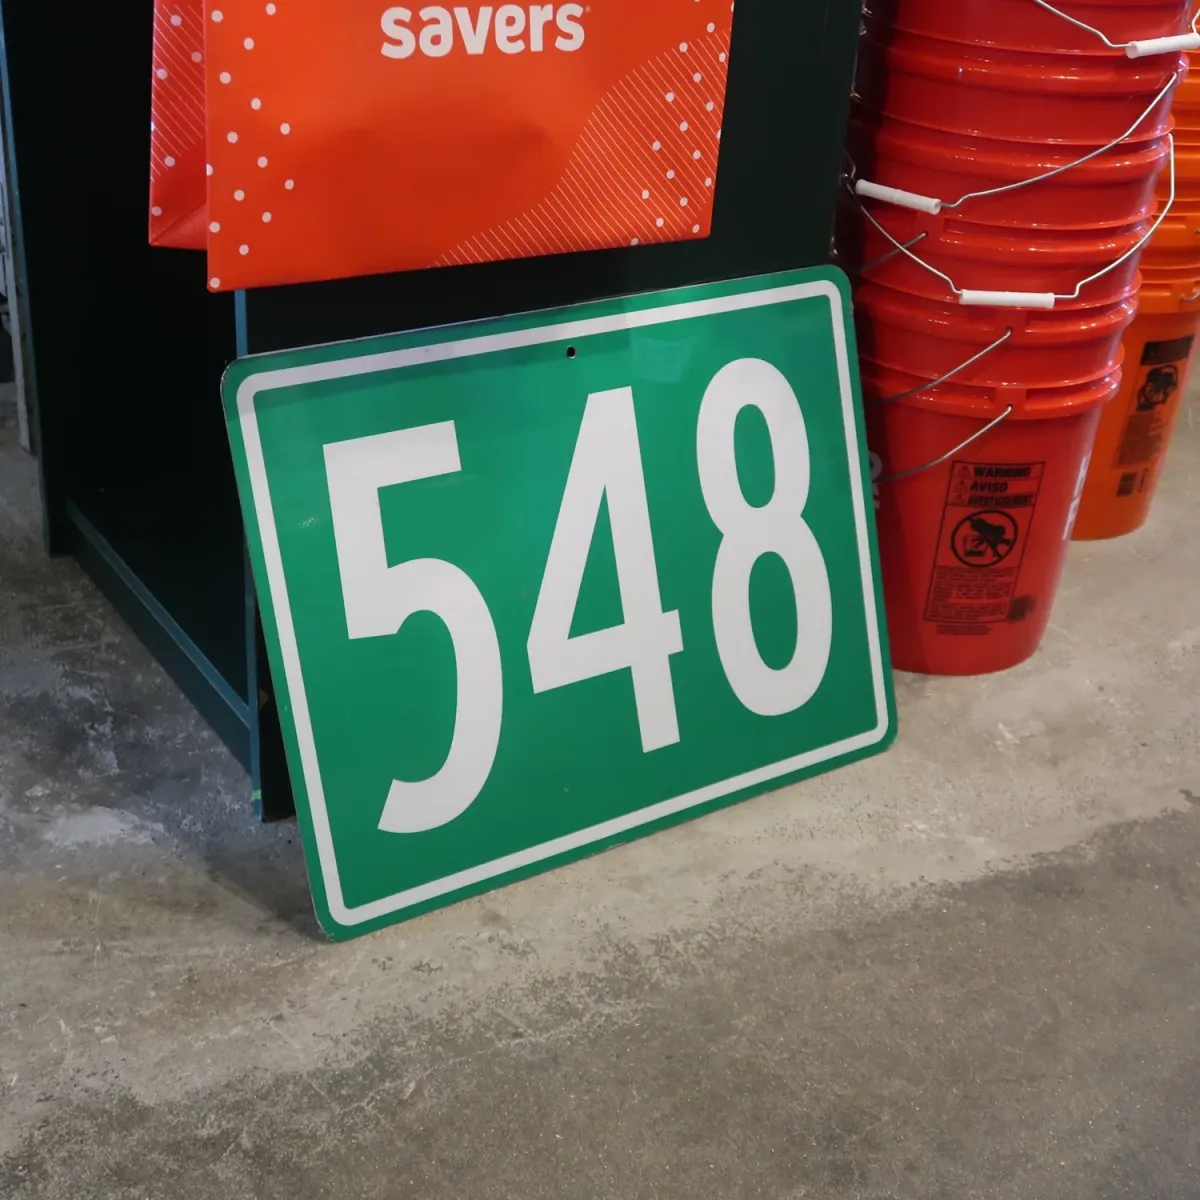 savers
548
WARNING
AVISO
AVERTISSEMENT